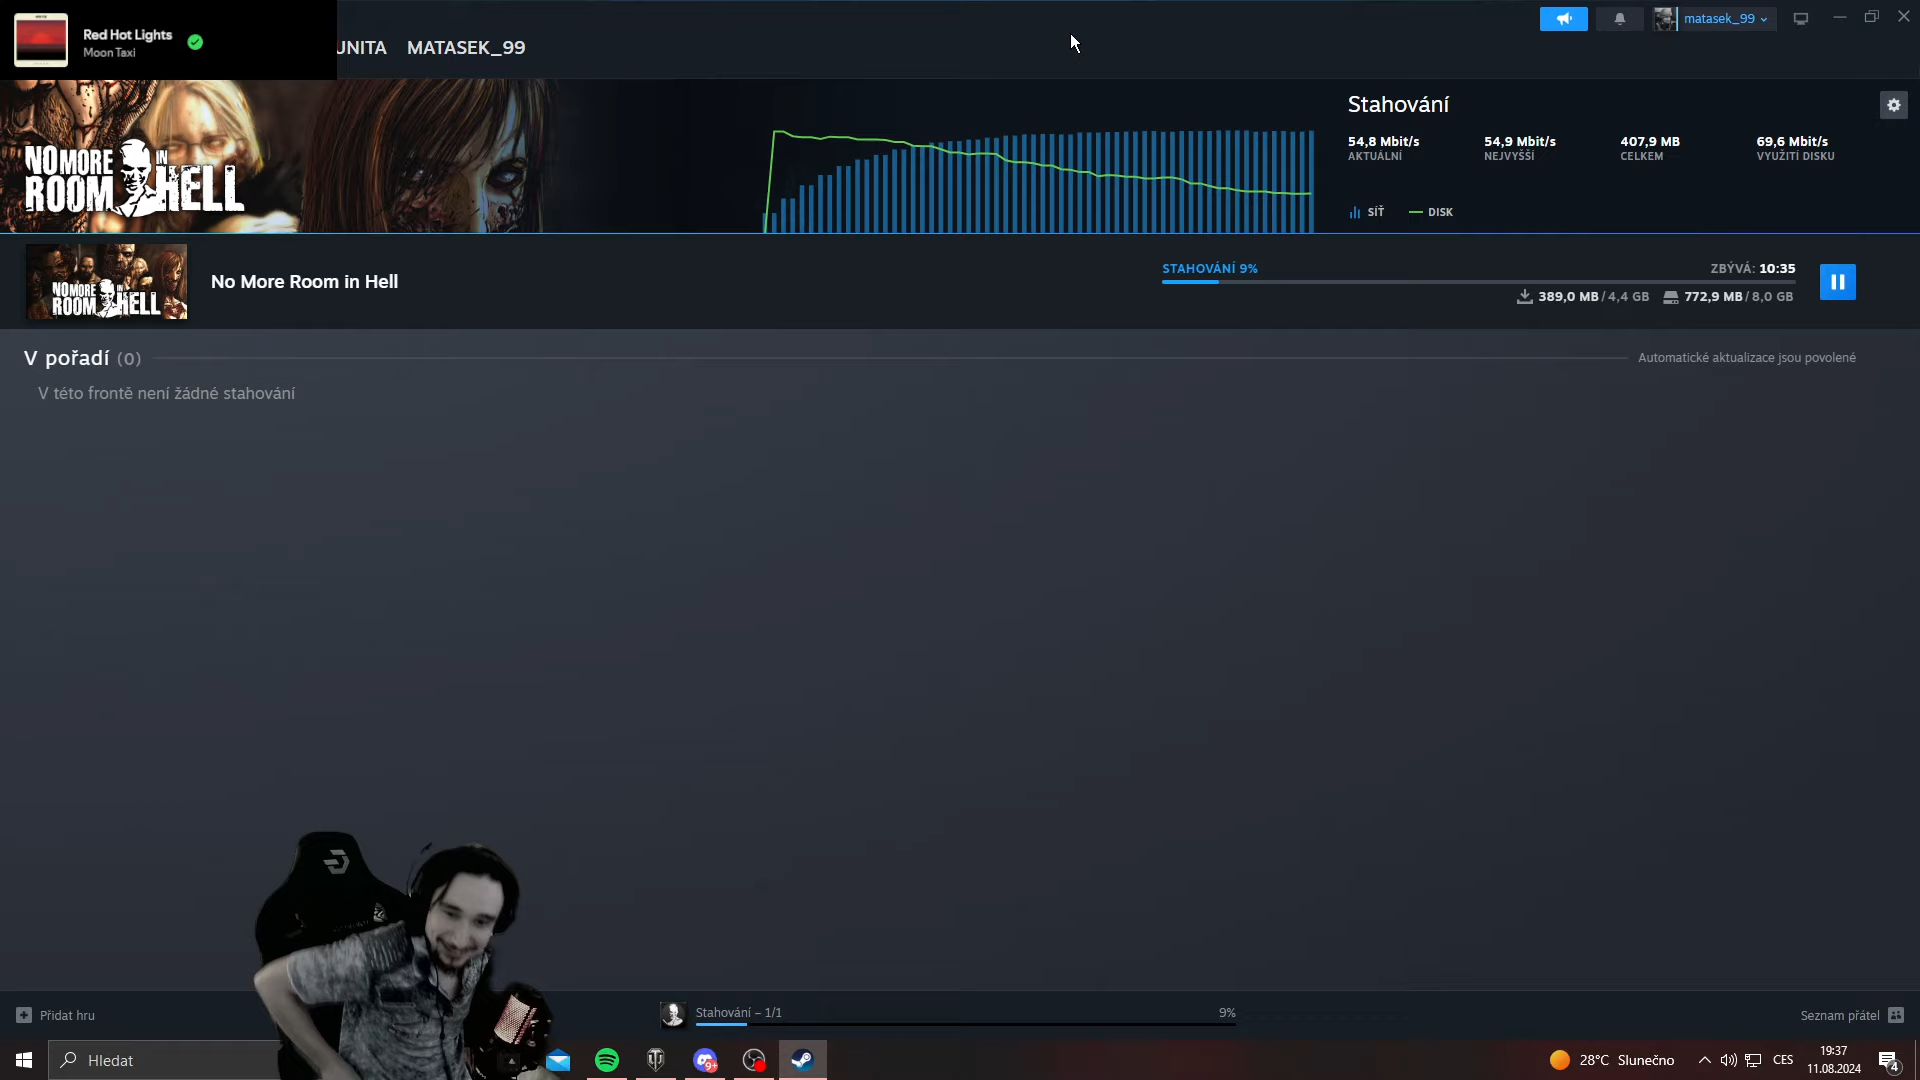 Red Hot Lights
Moon Taxi
UNITA MATASEK_99
matasek_99
NO MORE ROOM IN HELL
Stahování
54,8 Mbit/s
AKTUÁLNÍ
54,9 Mbit/s
NEJVYŠŠÍ
407,9 MB
CELKEM
69,6 Mbit/s
VYUŽITÍ DISKU
SÍŤ
DISK
NO MORE ROOM IN HELL
No More Room in Hell
STAHOVÁNÍ 9%
ZBÝVÁ: 10:35
389,0 MB / 4,4 GB 772,9 MB / 8,0 GB
V pořadí (0)
Automatické aktualizace jsou povolené
V této frontě není žádné stahování
Přidat hru
Stahování – 1/1
9%
Seznam přátel
Hledat
9+
28°C Slunečno
CES
19:37
11.08.2024
4